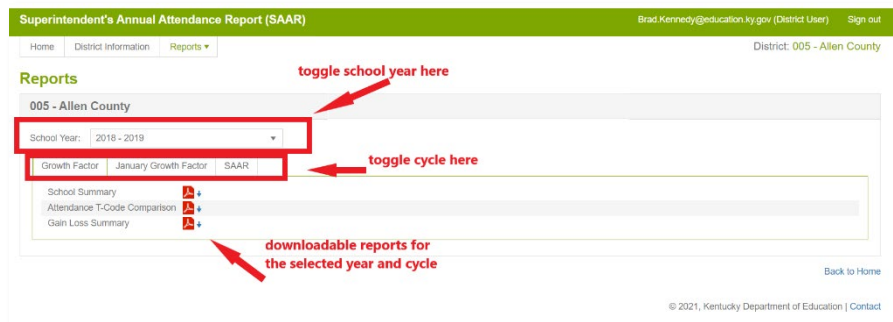 Superintendent's Annual Attendance Report (SAAR) Brad.Kennedy@education.ky.gov (District User) Sign out
Home District Information Reports ▾ District: 005 - Allen County
Reports
toggle school year here
005 - Allen County
School Year: 2018 - 2019
toggle cycle here
Growth Factor January Growth Factor SAAR
School Summary
Attendance T-Code Comparison
Gain Loss Summary
downloadable reports for
the selected year and cycle
Back to Home
© 2021, Kentucky Department of Education | Contact